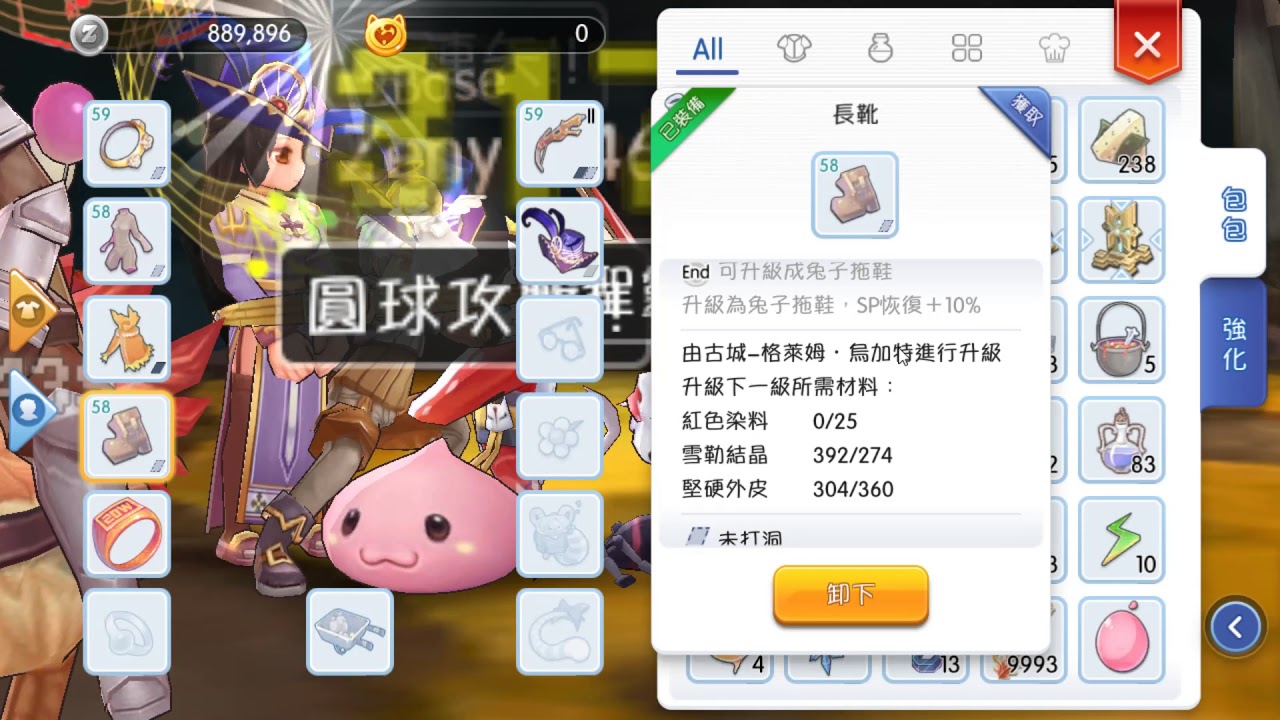 889,896
0
All
59
59
58
58
已裝備
長靴
獲取
58
End 可升級成兔子拖鞋
升級為兔子拖鞋，SP恢復＋10%
由古城–格萊姆．烏加特進行升級
升級下一級所需材料：
紅色染料 0/25
雪勒結晶 392/274
堅硬外皮 304/360
未打洞
卸下
238
5
83
10
4
13
9993
包包
強化
圓球攻
Zeny
Base